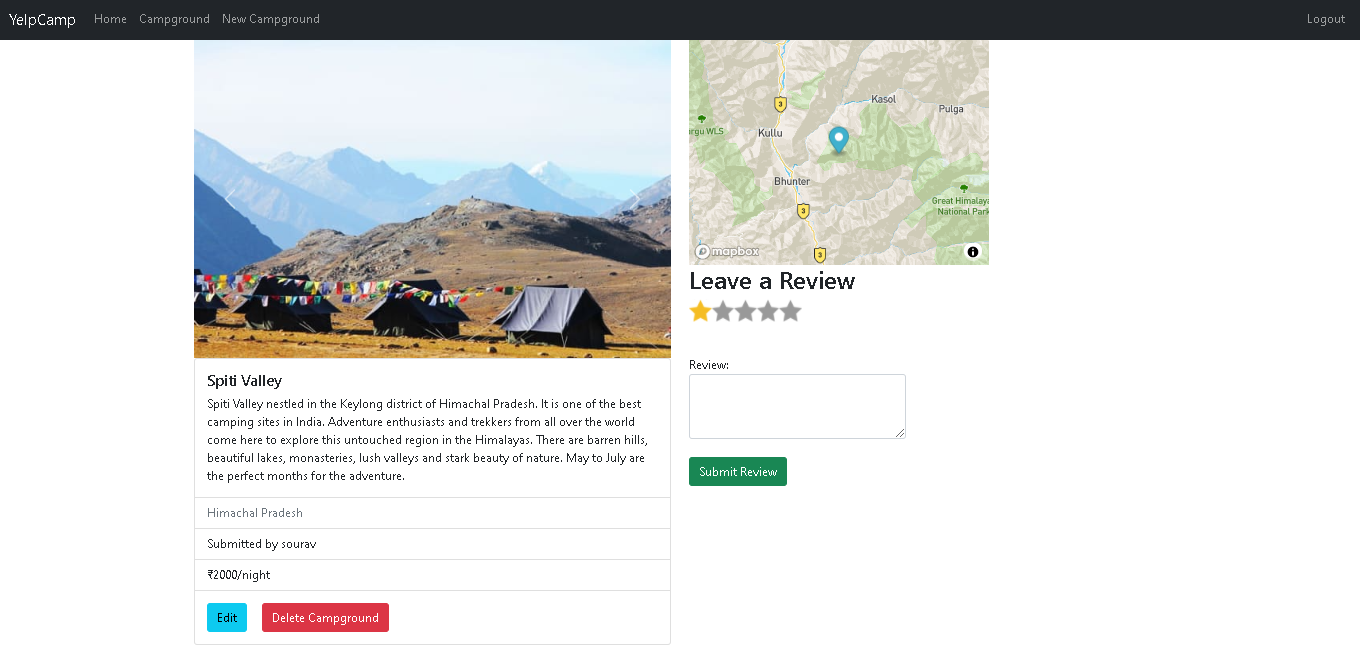 YelpCamp Home Campground New Campground Logout
Spiti Valley
Spiti Valley nestled in the Keylong district of Himachal Pradesh. It is one of the best
camping sites in India. Adventure enthusiasts and trekkers from all over the world
come here to explore this untouched region in the Himalayas. There are barren hills,
beautiful lakes, monasteries, lush valleys and stark beauty of nature. May to July are
the perfect months for the adventure.
Himachal Pradesh
Submitted by sourav
₹2000/night
Edit Delete Campground
3
Kasol
Pulga
urgu WLS
Kullu
Bhunter
Great Himalaya
National Park
3
3
mapbox
Leave a Review
Review:
Submit Review